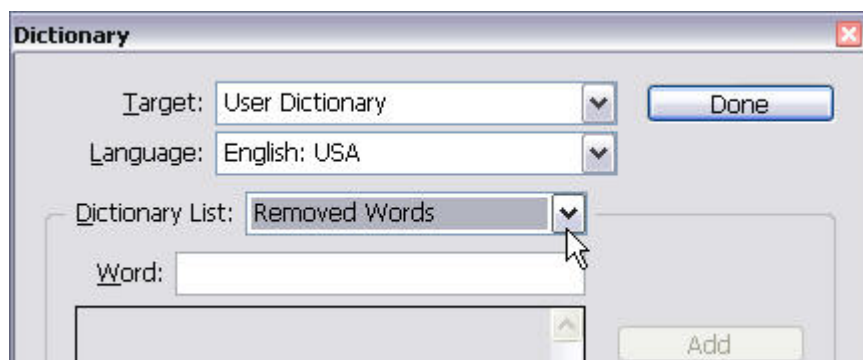 Dictionary
Target: User Dictionary
Done
Language: English: USA
Dictionary List: Removed Words
Word:
Add